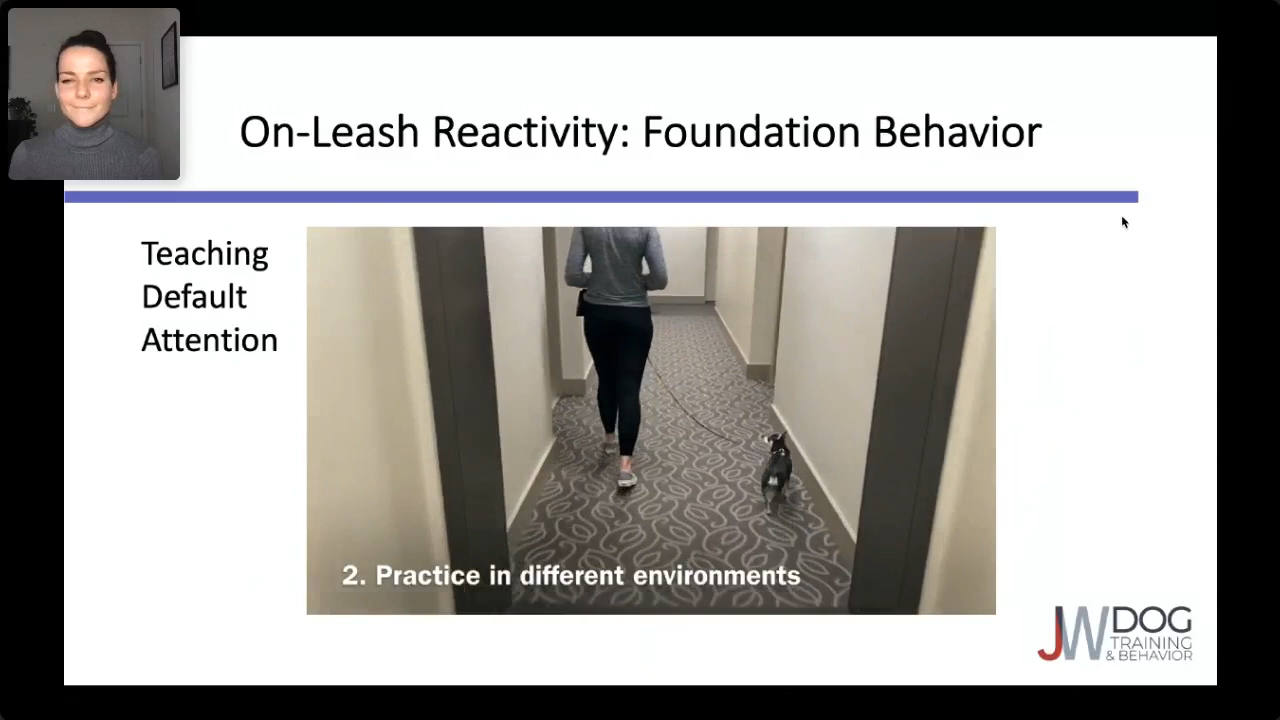 On-Leash Reactivity: Foundation Behavior
Teaching
Default
Attention
2. Practice in different environments
JW DOG
TRAINING
& BEHAVIOR